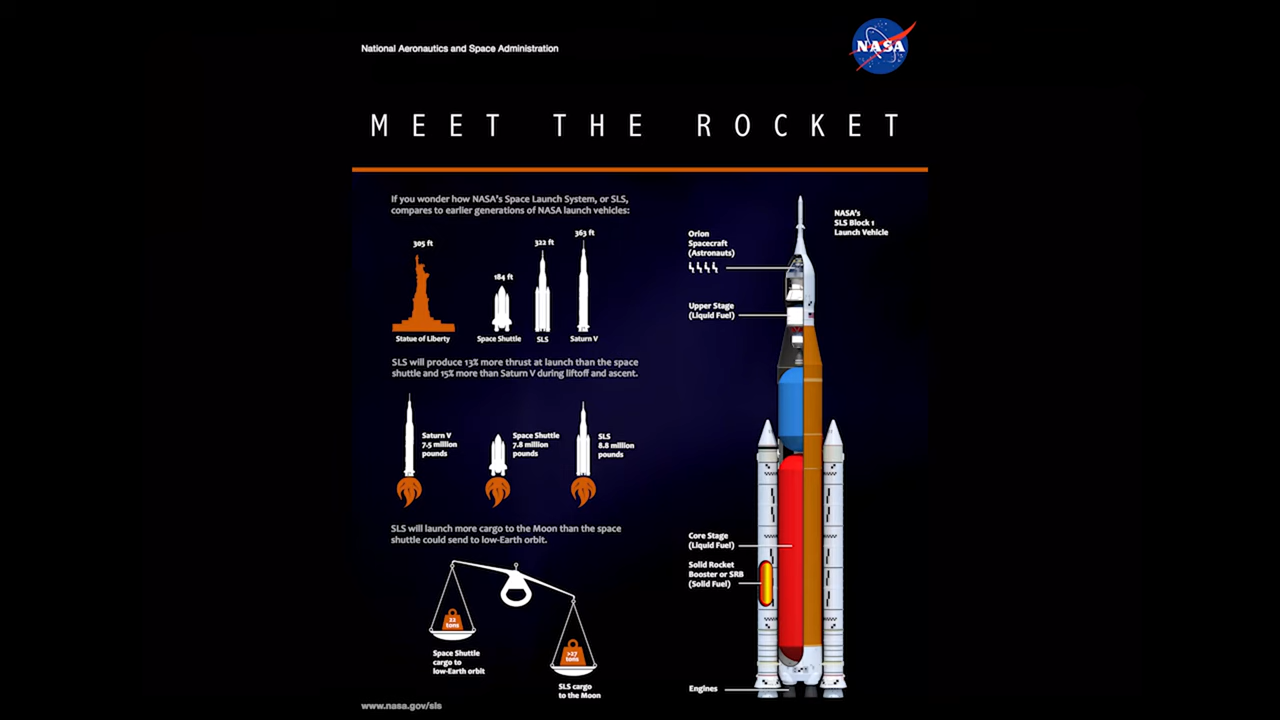 National Aeronautics and Space Administration
NASA
MEET THE ROCKET
If you wonder how NASA's Space Launch System, or SLS,
compares to earlier generations of NASA launch vehicles:
305 ft
184 ft
322 ft
363 ft
Statue of Liberty
Space Shuttle
SLS
Saturn V
SLS will produce 13% more thrust at launch than the space
shuttle and 15% more than Saturn V during liftoff and ascent.
Saturn V
7.5 million
pounds
Space Shuttle
7.8 million
pounds
SLS
8.8 million
pounds
SLS will launch more cargo to the Moon than the space
shuttle could send to low-Earth orbit.
22
tons
>27
tons
Space Shuttle
cargo to
low-Earth orbit
SLS cargo
to the Moon
NASA's
SLS Block 1
Launch Vehicle
Orion
Spacecraft
(Astronauts)
Upper Stage
(Liquid Fuel)
Core Stage
(Liquid Fuel)
Solid Rocket
Booster or SRB
(Solid Fuel)
Engines
www.nasa.gov/sls